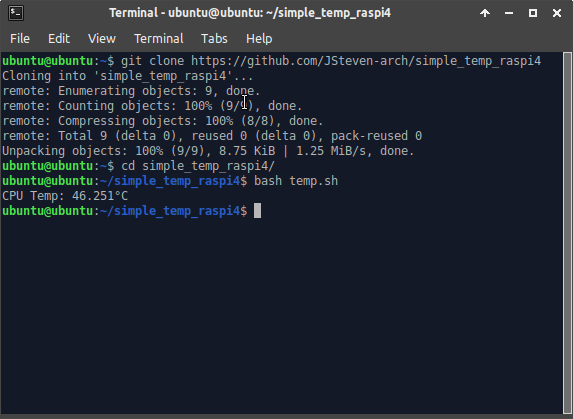 Terminal - ubuntu@ubuntu: ~/simple_temp_raspi4
File Edit View Terminal Tabs Help
ubuntu@ubuntu:~$ git clone https://github.com/JSteven-arch/simple_temp_raspi4
Cloning into 'simple_temp_raspi4'...
remote: Enumerating objects: 9, done.
remote: Counting objects: 100% (9/9), done.
remote: Compressing objects: 100% (8/8), done.
remote: Total 9 (delta 0), reused 0 (delta 0), pack-reused 0
Unpacking objects: 100% (9/9), 8.75 KiB | 1.25 MiB/s, done.
ubuntu@ubuntu:~$ cd simple_temp_raspi4/
ubuntu@ubuntu:~/simple_temp_raspi4$ bash temp.sh
CPU Temp: 46.251°C
ubuntu@ubuntu:~/simple_temp_raspi4$